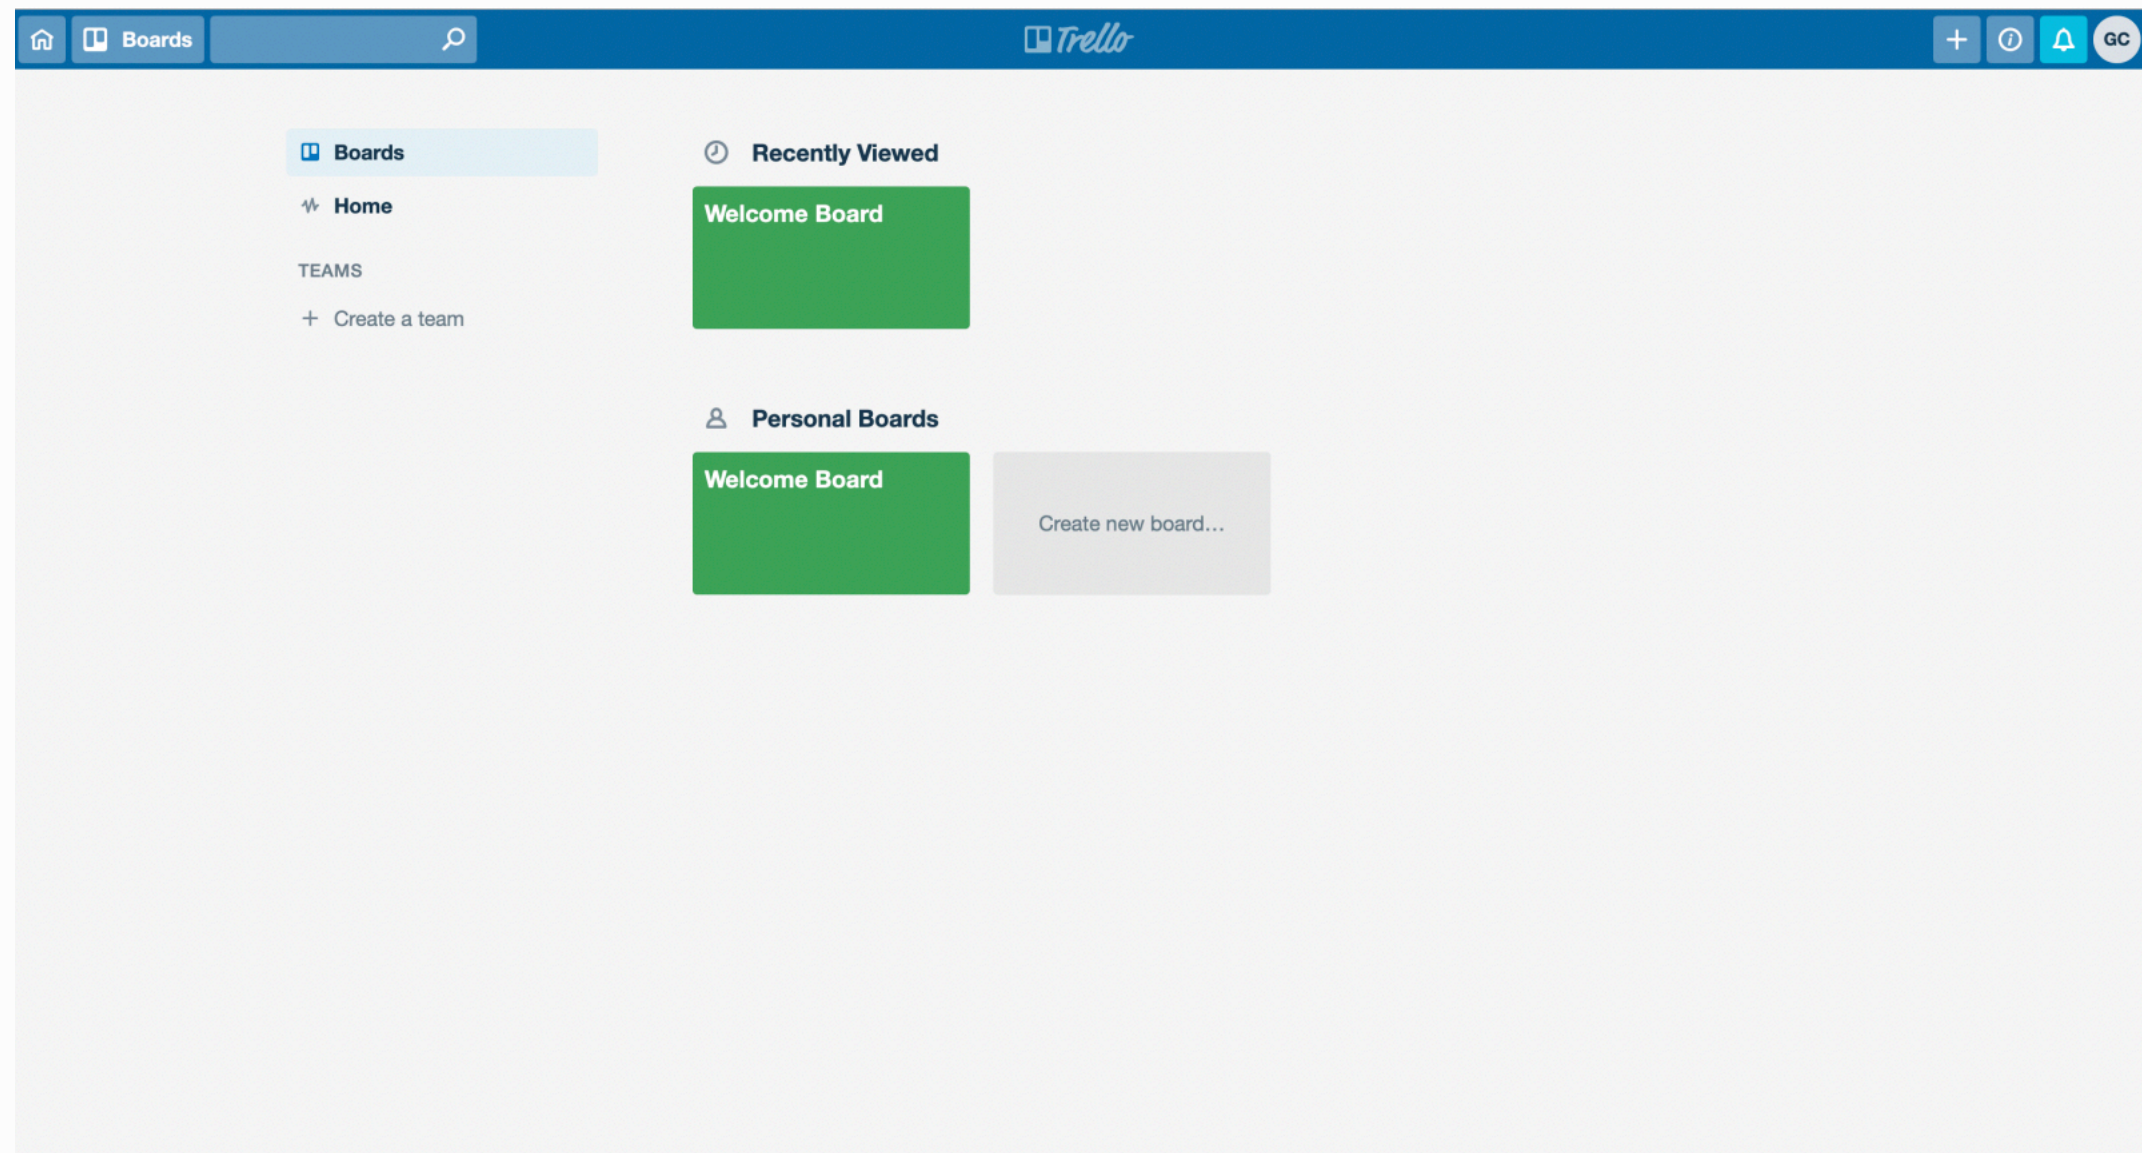 Boards
Trello
GC
Boards
Home
TEAMS
+ Create a team
Recently Viewed
Welcome Board
Personal Boards
Welcome Board
Create new board…